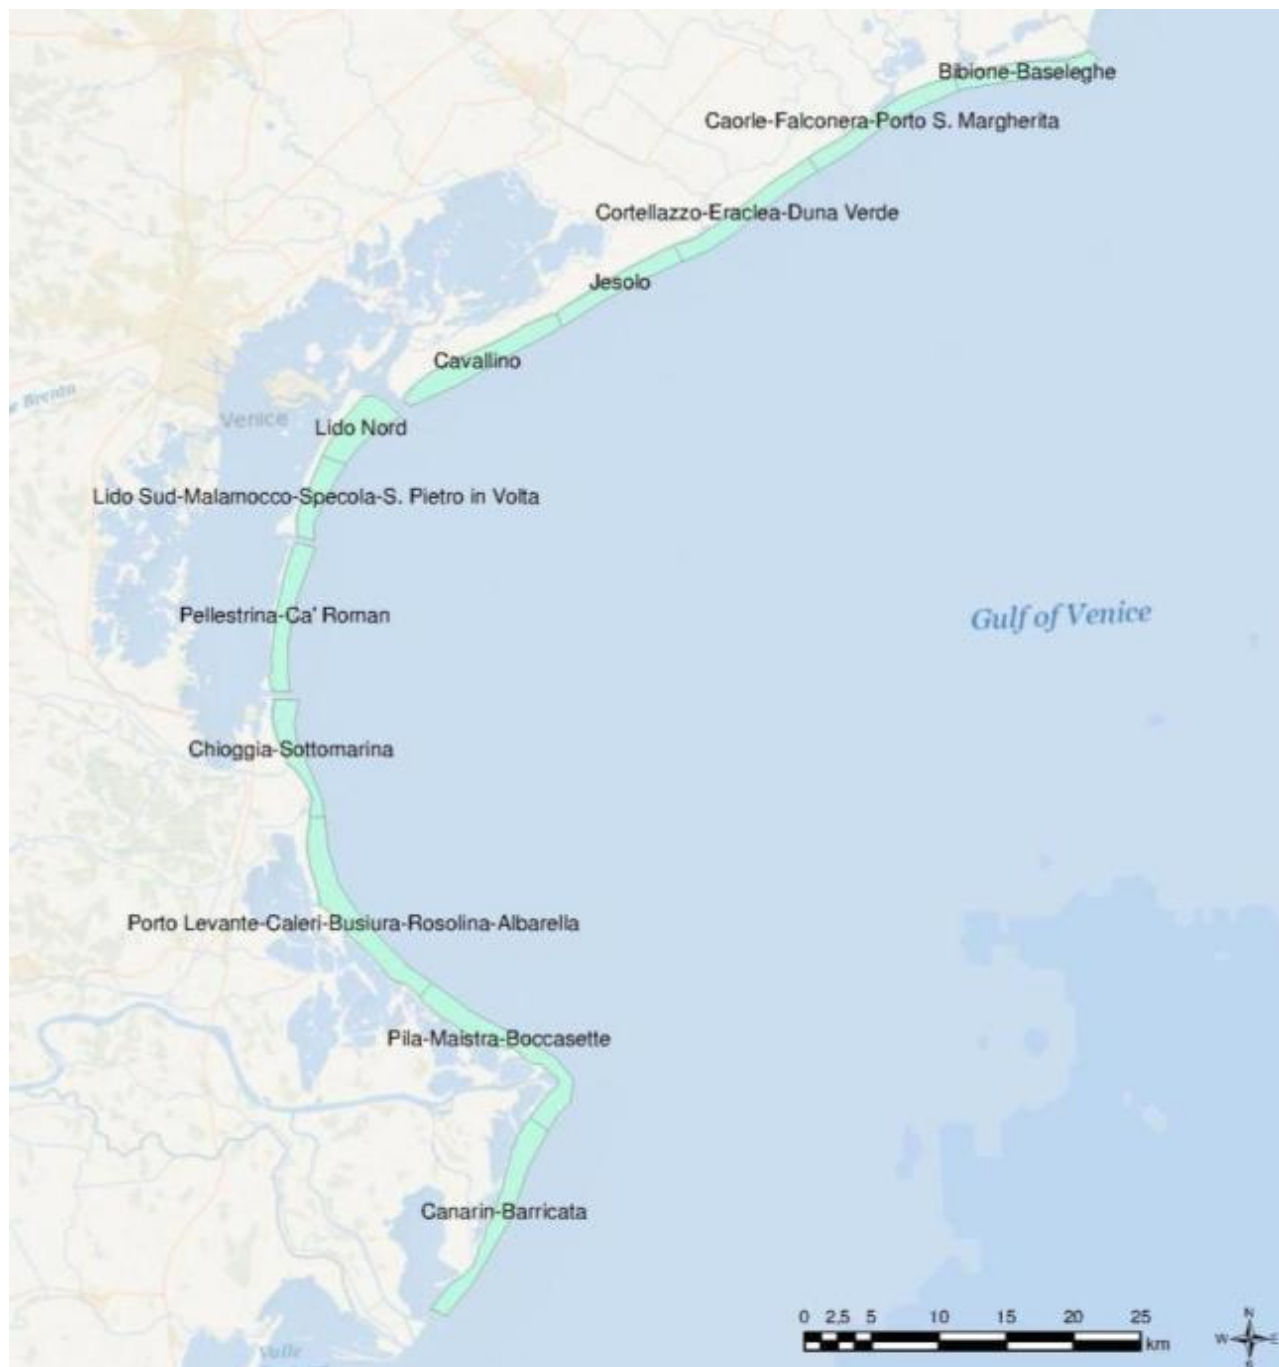 Bibione-Baseleghe
Caorle-Falconera-Porto S. Margherita
Cortellazzo-Eraclea-Duna Verde
Jesolo
Cavallino
Brenta
Venice
Lido Nord
Lido Sud-Malamocco-Specola-S. Pietro in Volta
Pellestrina-Ca' Roman
Gulf of Venice
Chioggia-Sottomarina
Porto Levante-Caleri-Busiura-Rosolina-Albarella
Pila-Maistra-Boccasette
Canarin-Barricata
0 2,5 5 10 15 20 25
km
N
W E
S
Valle